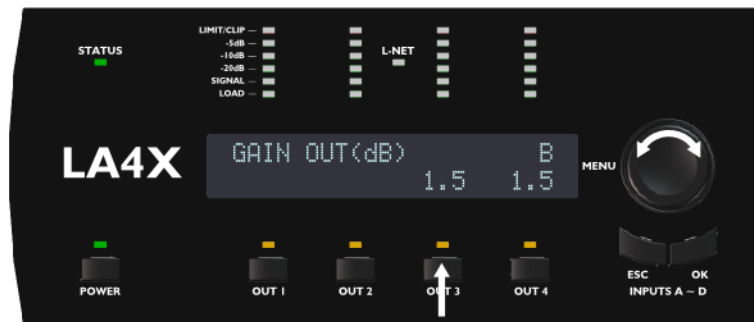 LIMIT/CLIP
-5dB
-10dB
-20dB
SIGNAL
LOAD
STATUS
L-NET
LA4X
GAIN OUT(dB) B
1.5 1.5
MENU
POWER
OUT 1
OUT 2
OUT 3
OUT 4
ESC OK
INPUTS A ~ D